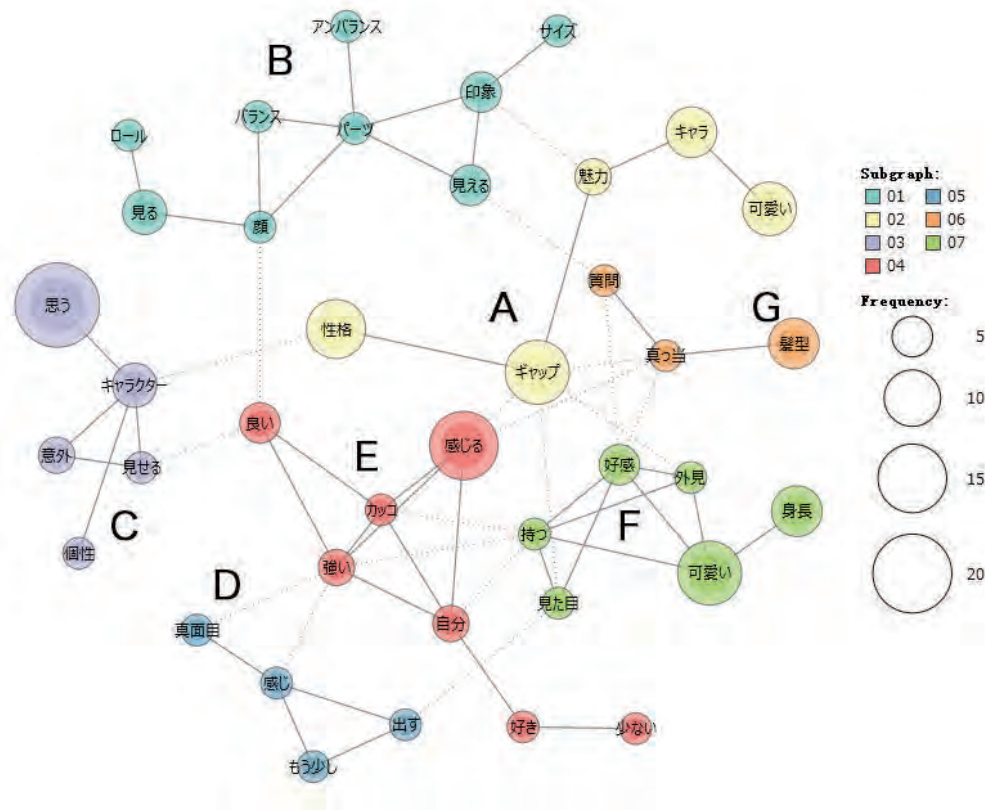 アンバランス
サイズ
B
印象
バランス
パーツ
ロール
キャラ
見える
魅力
見る
顔
可愛い
Subgraph:
01
05
02
06
03
07
04
思う
質問
Frequency:
A
G
性格
5
真っ当
髪型
ギャップ
キャラクター
10
良い
感じる
意外
見せる
E
好感
外見
15
C
カッコ
身長
F
持つ
個性
強い
可愛い
20
D
見た目
真面目
自分
感じ
出す
好き
少ない
もう少し